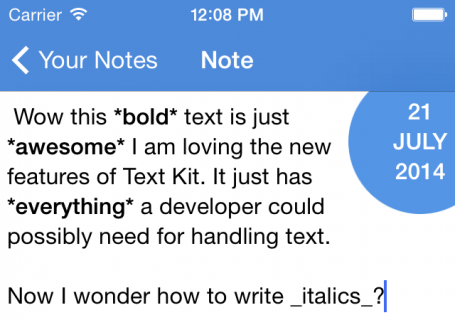 Carrier 12:08 PM
Your Notes Note
21
JULY
2014
Wow this *bold* text is just
*awesome* I am loving the new
features of Text Kit. It just has
*everything* a developer could
possibly need for handling text.
Now I wonder how to write _italics_?